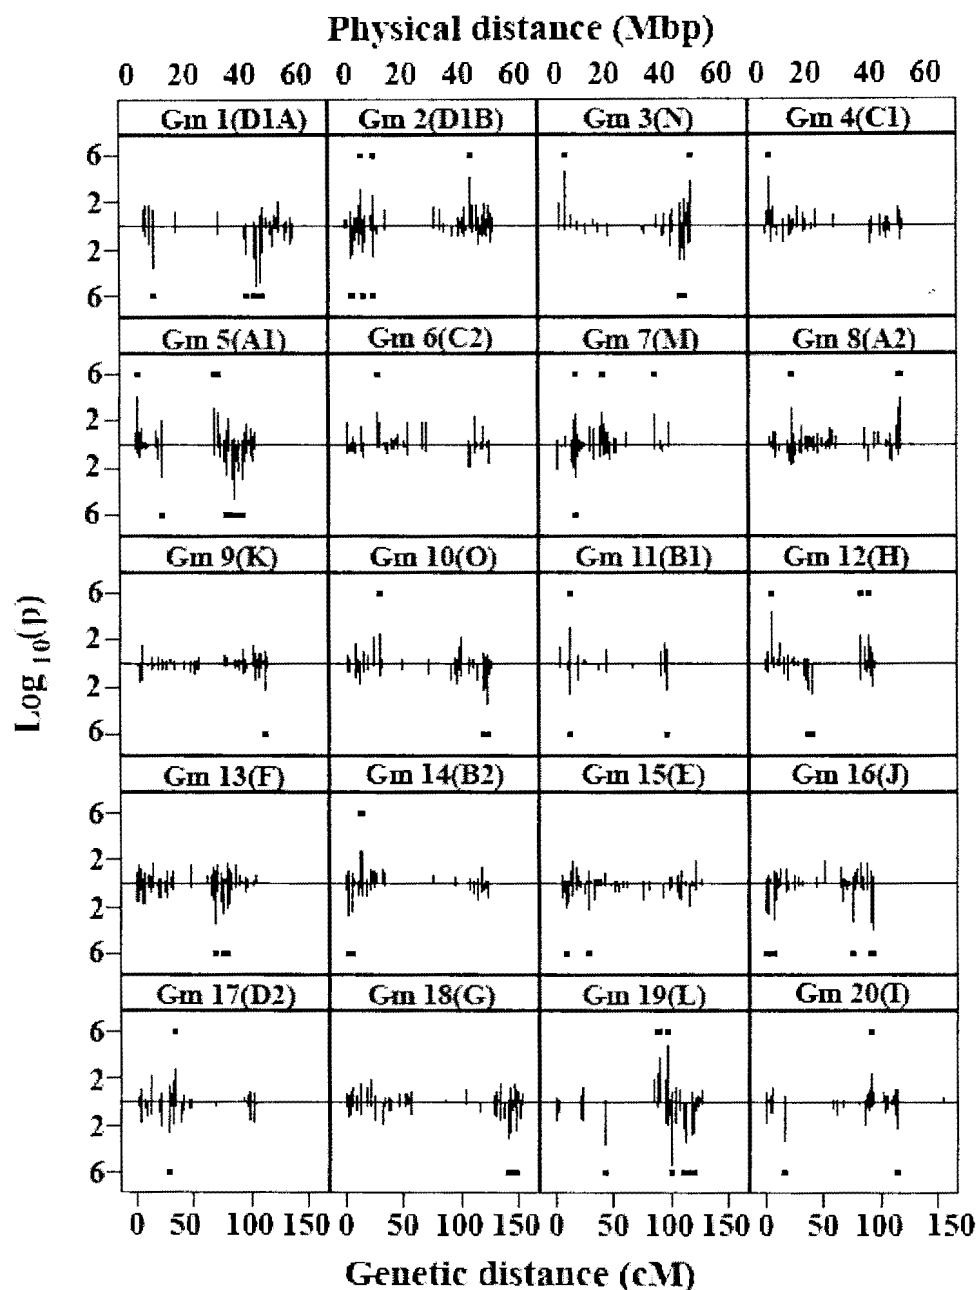 Physical distance (Mbp)
0 20 40 60 0 20 40 60 0 20 40 60 0 20 40 60
Gm 1(D1A) Gm 2(D1B) Gm 3(N) Gm 4(C1)
6
2
2
6
Gm 5(A1) Gm 6(C2) Gm 7(M) Gm 8(A2)
6
2
2
6
Gm 9(K) Gm 10(O) Gm 11(B1) Gm 12(H)
6
2
2
6
Gm 13(F) Gm 14(B2) Gm 15(E) Gm 16(J)
6
2
2
6
Gm 17(D2) Gm 18(G) Gm 19(L) Gm 20(I)
6
2
2
6
Log 10(p)
0 50 100 150 0 50 100 150 0 50 100 150 0 50 100 150
Genetic distance (cM)